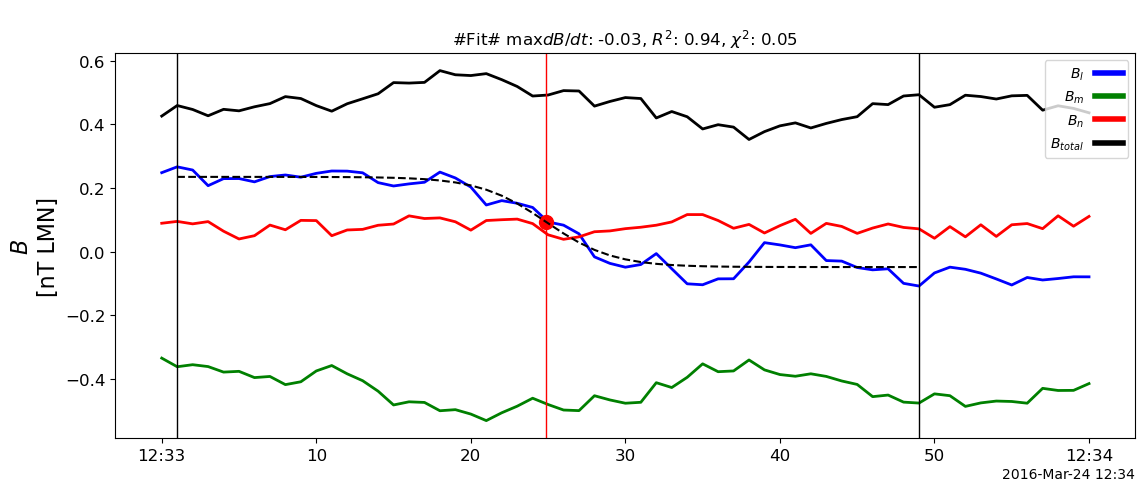 #Fit# maxdB/dt: -0.03, R²: 0.94, χ²: 0.05
B
[nT LMN]
0.6
0.4
0.2
0.0
−0.2
−0.4
B_l
B_m
B_n
B_total
12:33
10
20
30
40
50
12:34
2016-Mar-24 12:34